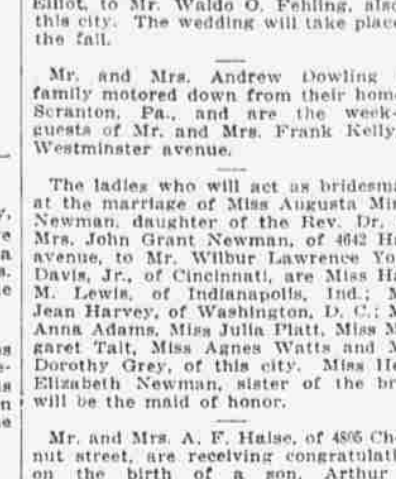 Elliot, to Mr. Waldo O. Fehling, also
this city. The wedding will take place
the fall.
Mr. and Mrs. Andrew Dowling
family motored down from their home
Scranton, Pa., and are the week-
guests of Mr. and Mrs. Frank Kelly
Westminster avenue.
The ladies who will act as bridesma
at the marriage of Miss Augusta Min
Newman, daughter of the Rev. Dr.
Mrs. John Grant Newman, of 4642 Ha
avenue, to Mr. Wilbur Lawrence Yo
Davis, Jr., of Cincinnati, are Miss Ha
M. Lewis, of Indianapolis, Ind.; M
Jean Harvey, of Washington, D. C.; M
Anna Adams, Miss Julia Platt, Miss M
garet Tait, Miss Agnes Watts and M
Dorothy Grey, of this city. Miss He
Elizabeth Newman, sister of the br
will be the maid of honor.
Mr. and Mrs. A. F. Halse, of 4805 Ch
nut street, are receiving congratulati
on the birth of a son, Arthur